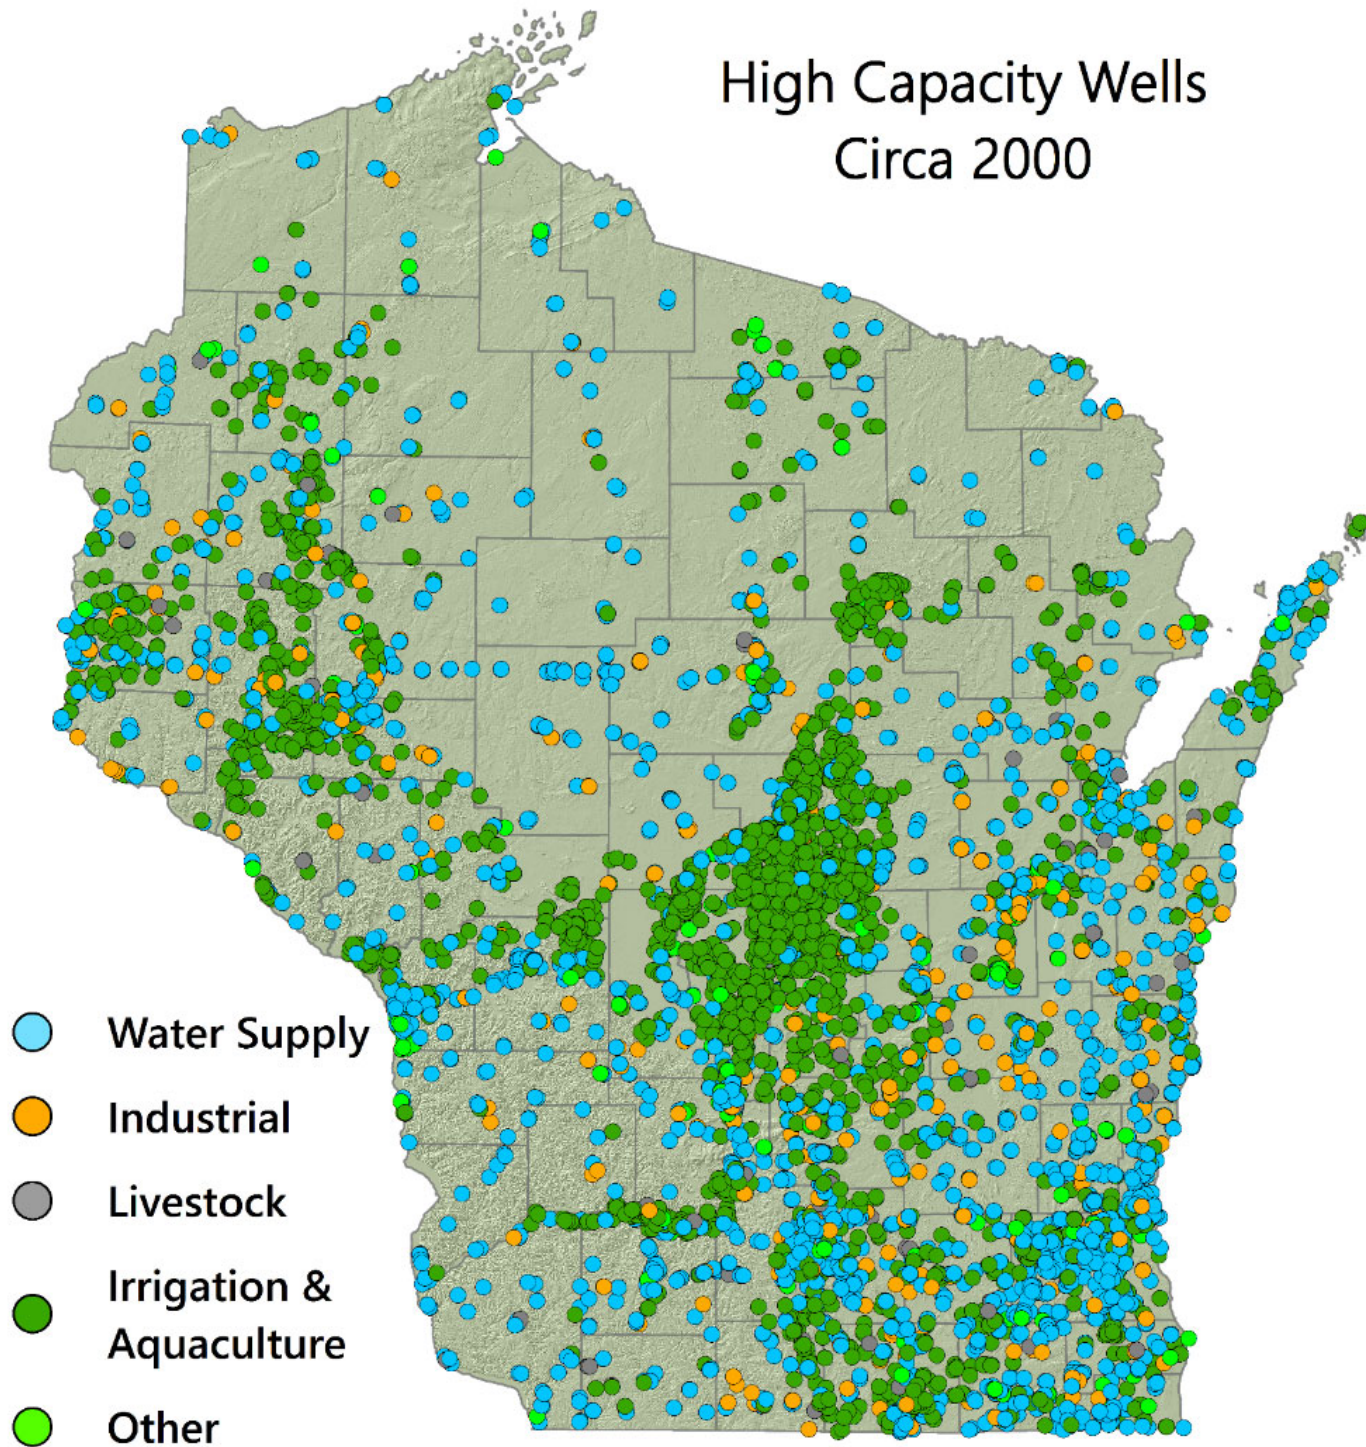 High Capacity Wells
Circa 2000
Water Supply
Industrial
Livestock
Irrigation &
Aquaculture
Other